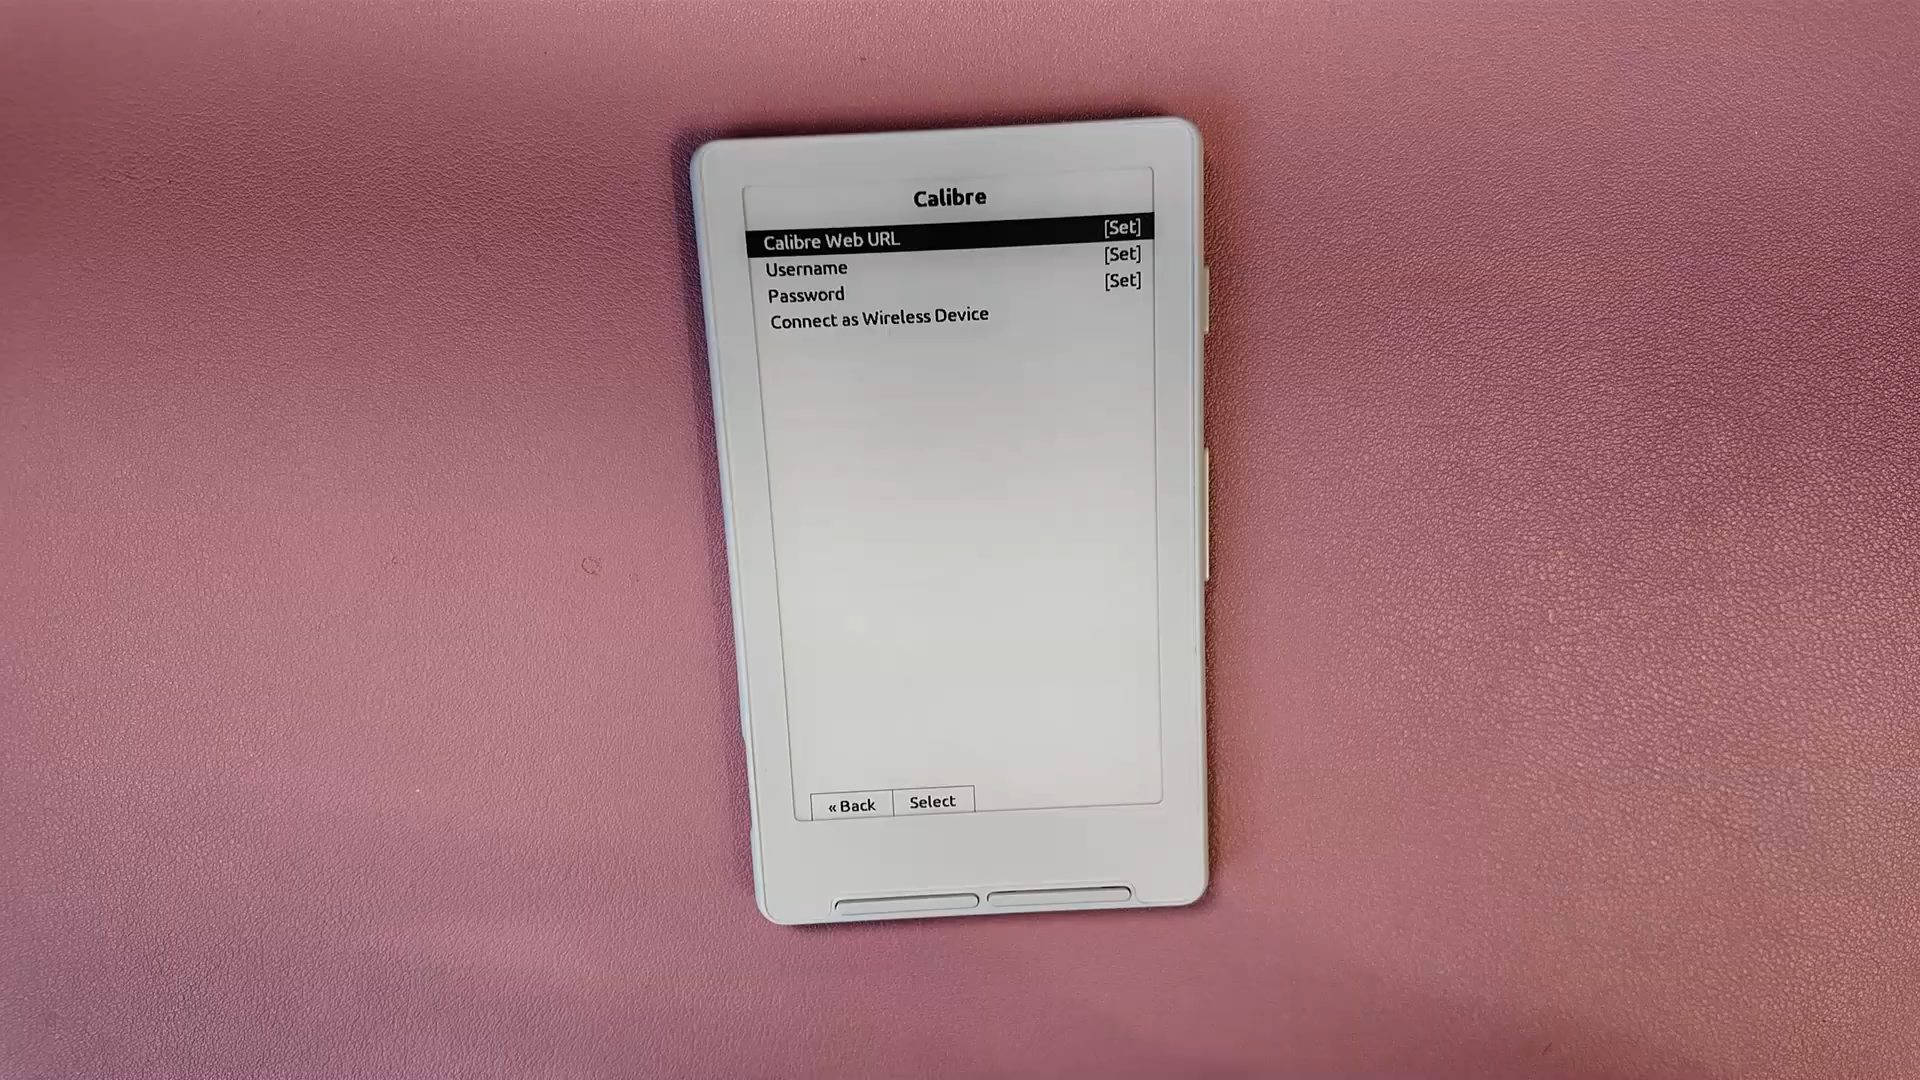 Calibre
Calibre Web URL [Set]
Username [Set]
Password [Set]
Connect as Wireless Device
« Back Select